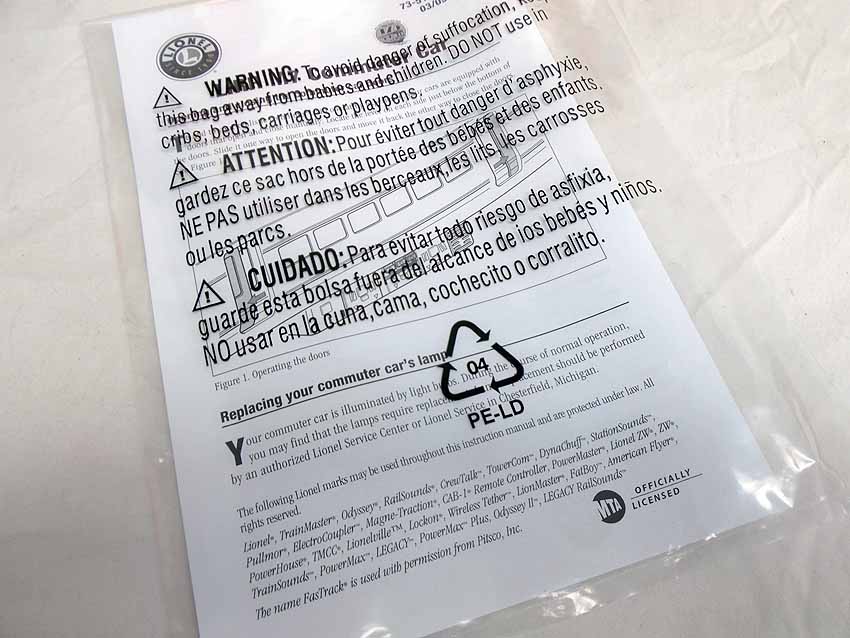 73-5
03/09
LIONEL
SINCE 1900
Commuter Car
WARNING: To avoid danger of suffocation, keep
this bag away from babies and children. DO NOT use in
cribs, beds, carriages or playpens.
ATTENTION: Pour éviter tout danger d'asphyxie,
gardez ce sac hors de la portée des bébés et des enfants.
NE PAS utiliser dans les berceaux, les lits, les carrosses
ou les parcs.
CUIDADO: Para evitar todo riesgo de asfixia,
guarde esta bolsa fuera del alcance de los bebés y niños.
NO usar en la cuna, cama, cochecito o corralito.
Figure 1. Operating the doors
04
PE-LD
Replacing your commuter car's lamp
Your commuter car is illuminated by light During the course of normal operation,
you may find that the lamps require replacement should be performed
by an authorized Lionel Service Center or Lionel Service in Chesterfield, Michigan.
The following Lionel marks may be used throughout this instruction manual and are protected under law. All
rights reserved.
Lionel®, TrainMaster®, Odyssey®, RailSounds®, CrewTalk™, TowerCom™, DynaChuff™, StationSounds™,
Pullmor®, ElectroCoupler™, Magne-Traction®, CAB-1® Remote Controller, PowerMaster®, Lionel ZW®, ZW®,
PowerHouse®, TMCC®, Lionelville™, Lockon®, Wireless Tether™, LionMaster®, FatBoy™, American Flyer®,
TrainSounds™, PowerMax™, LEGACY™, PowerMax™ Plus, Odyssey II™, LEGACY RailSounds™
The name FasTrack® is used with permission from Pitsco, Inc.
MTA OFFICIALLY
LICENSED